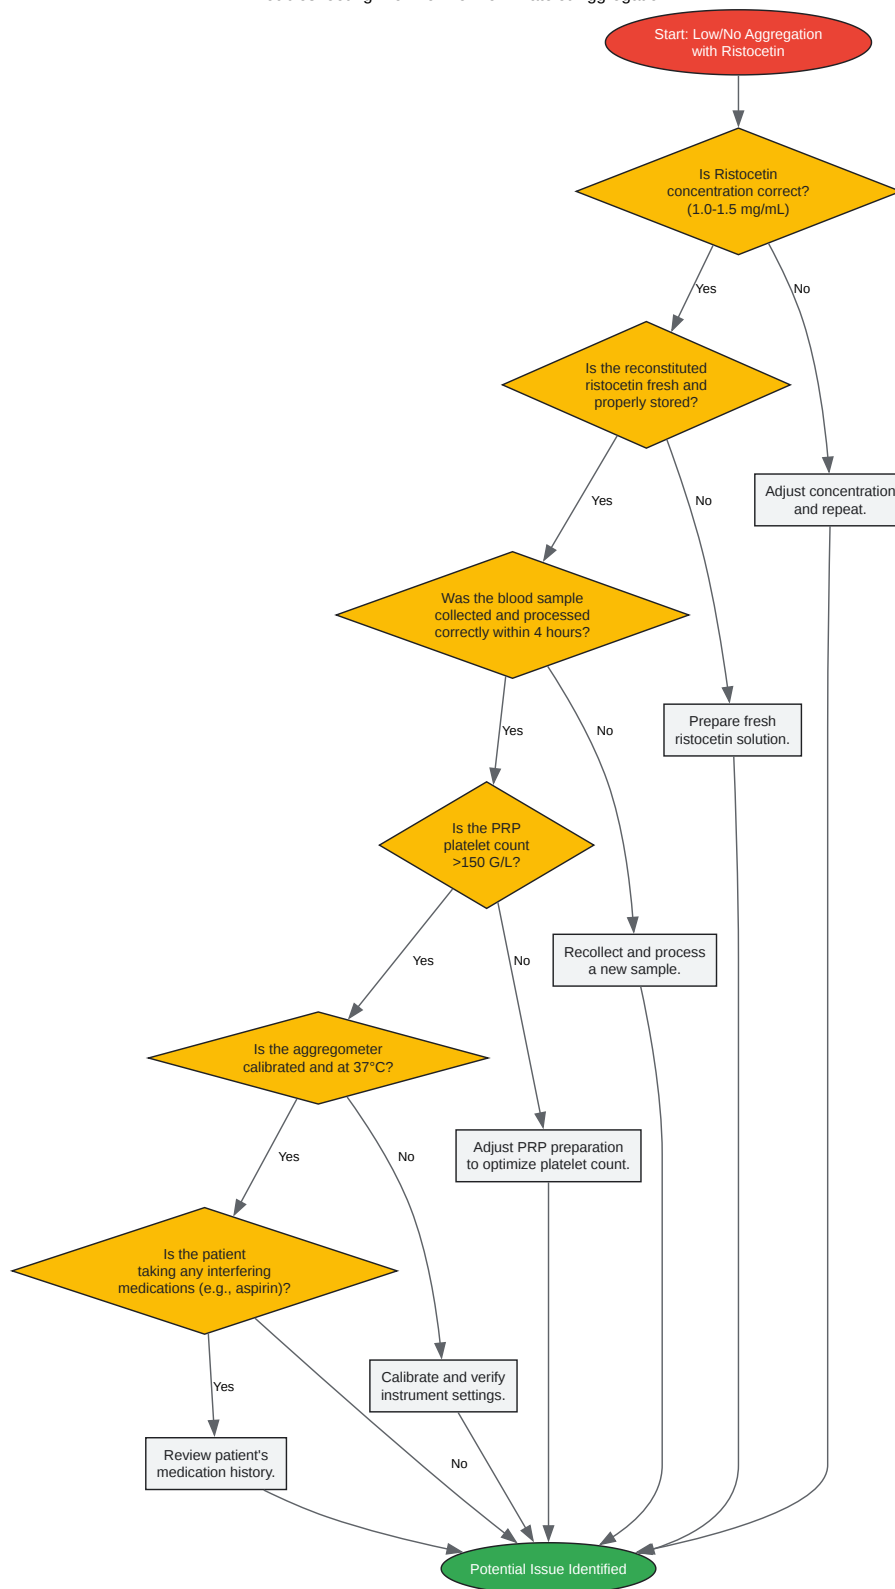 Start: Low/No Aggregation
with Ristocetin
Is Ristocetin
concentration correct?
(1.0-1.5 mg/mL)
Yes
No
Is the reconstituted
ristocetin fresh and
properly stored?
Yes
No
Adjust concentration
and repeat.
Was the blood sample
collected and processed
correctly within 4 hours?
Yes
No
Prepare fresh
ristocetin solution.
Is the PRP
platelet count
>150 G/L?
Yes
No
Recollect and process
a new sample.
Is the aggregometer
calibrated and at 37°C?
Yes
No
Adjust PRP preparation
to optimize platelet count.
Is the patient
taking any interfering
medications (e.g., aspirin)?
Yes
No
Calibrate and verify
instrument settings.
Review patient's
medication history.
Potential Issue Identified